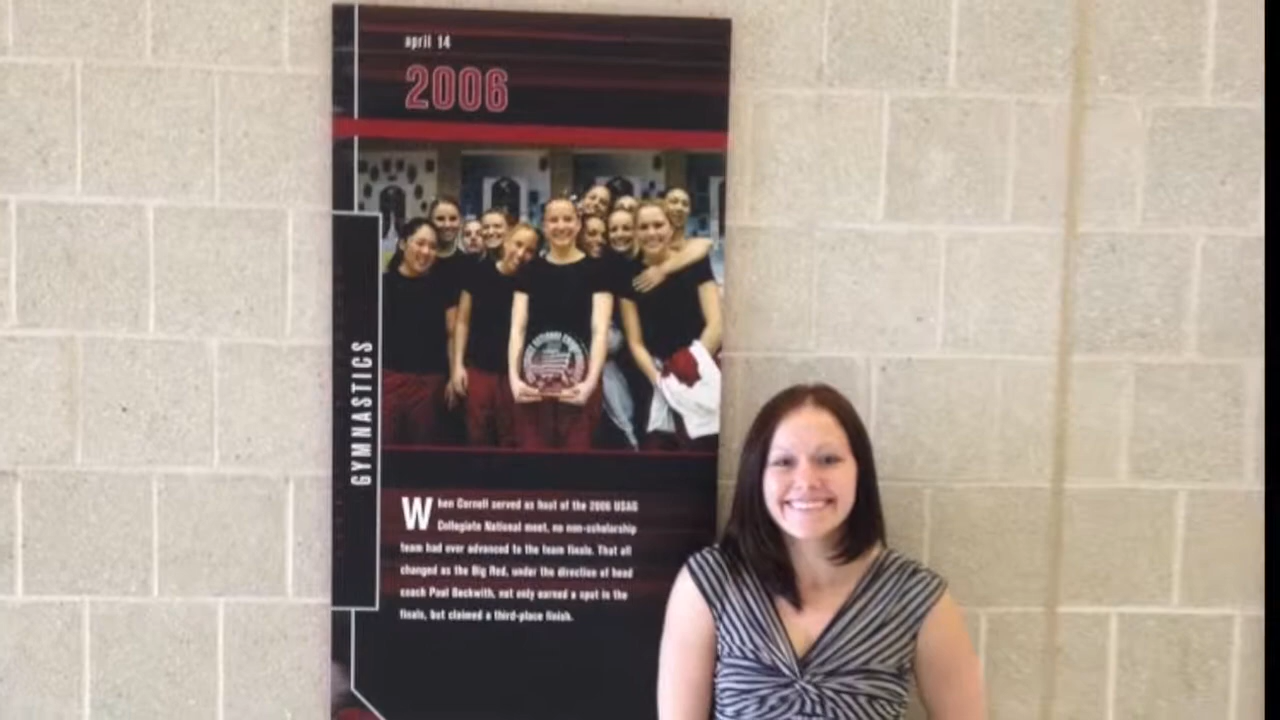 april 14
2006
GYMNASTICS
When Cornell served as host of the 2006 USAG
Collegiate National meet, no non-scholarship
team had ever advanced to the team finals. That all
changed as the Big Red, under the direction of head
coach Paul Beckwith, not only earned a spot in the
finals, but claimed a third-place finish.